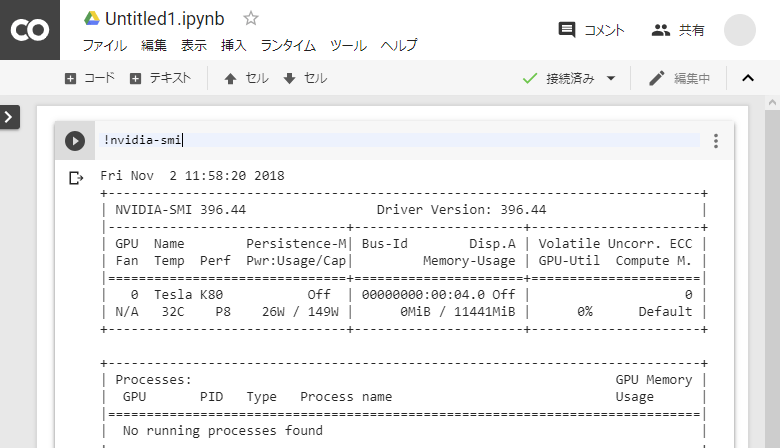 CO
Untitled1.ipynb
コメント 共有
ファイル 編集 表示 挿入 ランタイム ツール ヘルプ
コード テキスト セル セル 接続済み 編集中
!nvidia-smi
Fri Nov  2 11:58:20 2018
+-----------------------------------------------------------------------------+
| NVIDIA-SMI 396.44                 Driver Version: 396.44                    |
|-------------------------------+----------------------+----------------------+
| GPU  Name        Persistence-M| Bus-Id        Disp.A | Volatile Uncorr. ECC |
| Fan  Temp  Perf  Pwr:Usage/Cap|         Memory-Usage | GPU-Util  Compute M. |
|===============================+======================+======================|
|   0  Tesla K80           Off  | 00000000:00:04.0 Off |                    0 |
| N/A   32C    P8    26W / 149W |      0MiB / 11441MiB |      0%      Default |
+-------------------------------+----------------------+----------------------+
+-----------------------------------------------------------------------------+
| Processes:                                                       GPU Memory |
|  GPU       PID   Type   Process name                             Usage      |
|=============================================================================|
|  No running processes found                                                 |